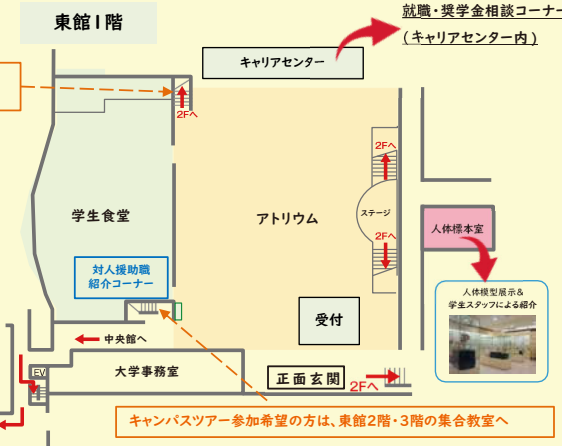 東館1階
就職・奨学金相談コーナー
(キャリアセンター内)
キャリアセンター
2Fへ
2Fへ
学生食堂
アトリウム
ステージ
人体標本室
2Fへ
対人援助職
紹介コーナー
人体模型展示&
学生スタッフによる紹介
受付
中央館へ
EV
大学事務室
正面玄関
2Fへ
キャンパスツアー参加希望の方は、東館2階・3階の集合教室へ